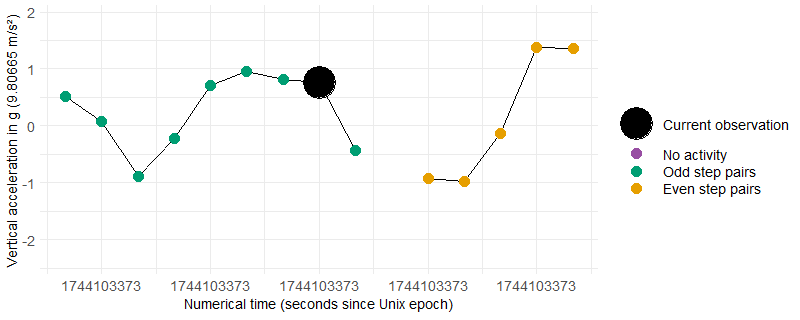 Vertical acceleration in g (9.80665 m/s²)
2
1
0
-1
-2
1744103373 1744103373 1744103373 1744103373 1744103373
Numerical time (seconds since Unix epoch)
Current observation
No activity
Odd step pairs
Even step pairs